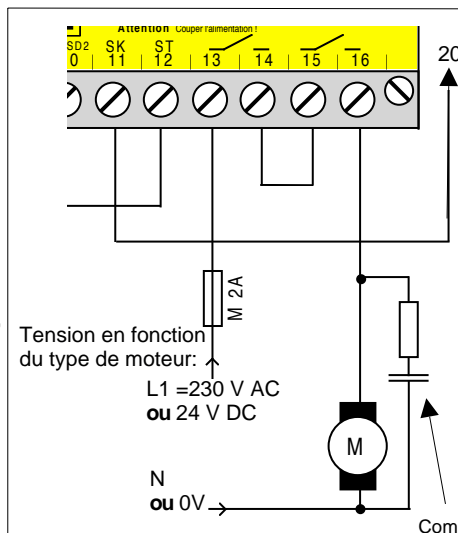 Attention Couper l'alimentation !
SD2 SK ST
0 11 12 13 14 15 16
20
M 2A
Tension en fonction
du type de moteur:
L1 =230 V AC
ou 24 V DC
M
N
ou 0V
Com